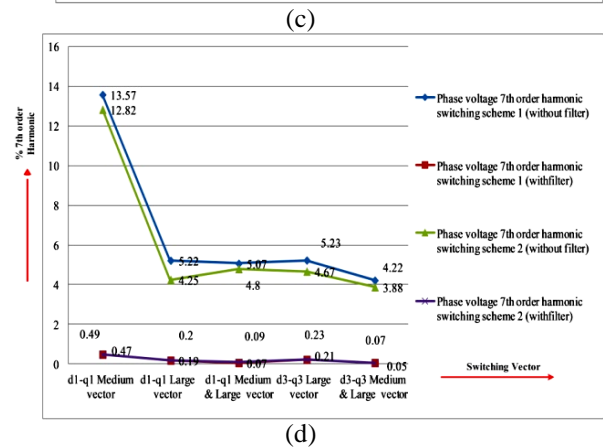 (c)
16
14
12
10
8
6
4
2
0
% 7th order
Harmonic
13.57
12.82
5.22
4.25
5.07
4.8
5.23
4.67
4.22
3.88
0.49
0.47
0.2
0.19
0.09
0.07
0.23
0.21
0.07
0.05
d1-q1 Medium d1-q1 Large d1-q1 Medium d3-q3 Large d3-q3 Medium
vector vector & Large vector vector & Large vector
Switching Vector
Phase voltage 7th order harmonic
switching scheme 1 (without filter)
Phase voltage 7th order harmonic
switching scheme 1 (withfilter)
Phase voltage 7th order harmonic
switching scheme 2 (without filter)
Phase voltage 7th order harmonic
switching scheme 2 (withfilter)
(d)